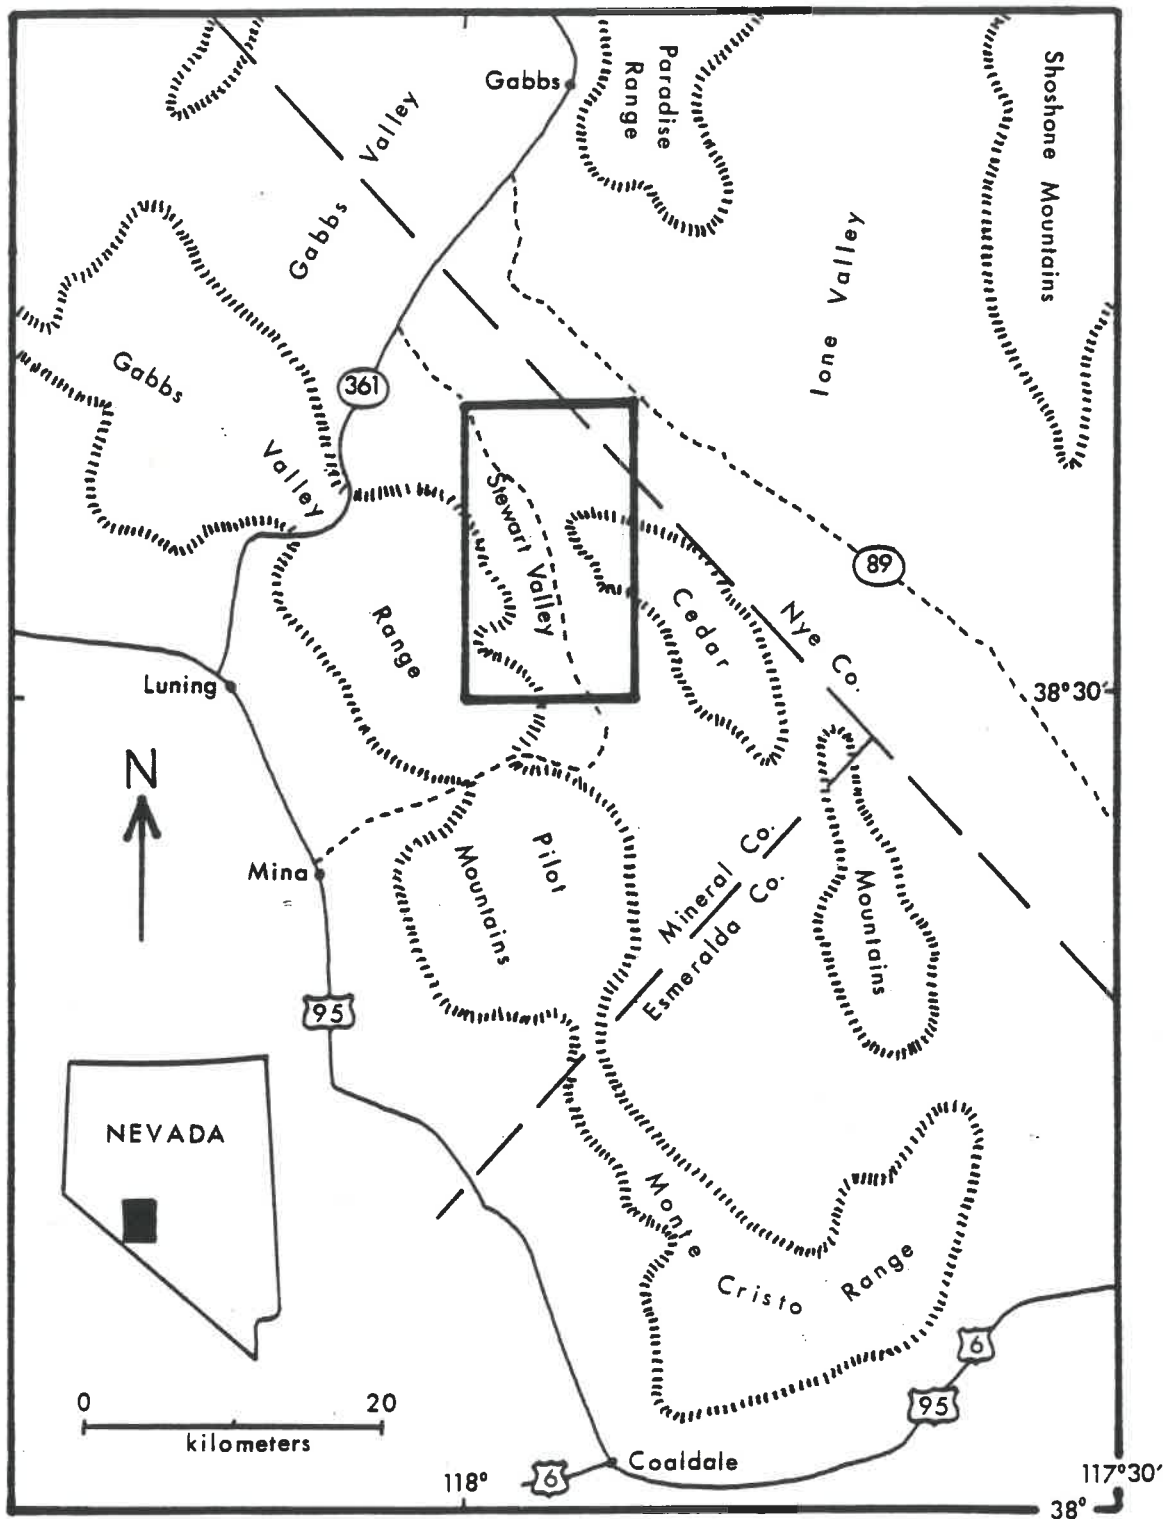 Gabbs
Paradise
Range
Shoshone Mountains
Gabbs Valley
Ione Valley
Gabbs
Valley
Range
361
Stewart Valley
89
Cedar
Mountains
Nye Co.
38°30'
Luning
N
Mina
Pilot
Mountains
Mineral Co.
Esmeralda Co.
95
NEVADA
Monte Cristo Range
6
95
0 20
kilometers
Coaldale
6
118°
117°30'
38°